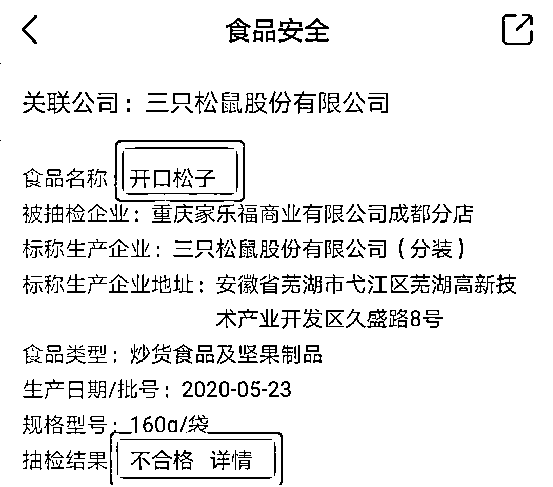 食品安全
关联公司：三只松鼠股份有限公司
食品名称：开口松子
被抽检企业：重庆家乐福商业有限公司成都分店
标称生产企业：三只松鼠股份有限公司（分装）
标称生产企业地址：安徽省芜湖市弋江区芜湖高新技
术产业开发区久盛路8号
食品类型：炒货食品及坚果制品
生产日期/批号：2020-05-23
规格型号：160g/袋
抽检结果 不合格 详情